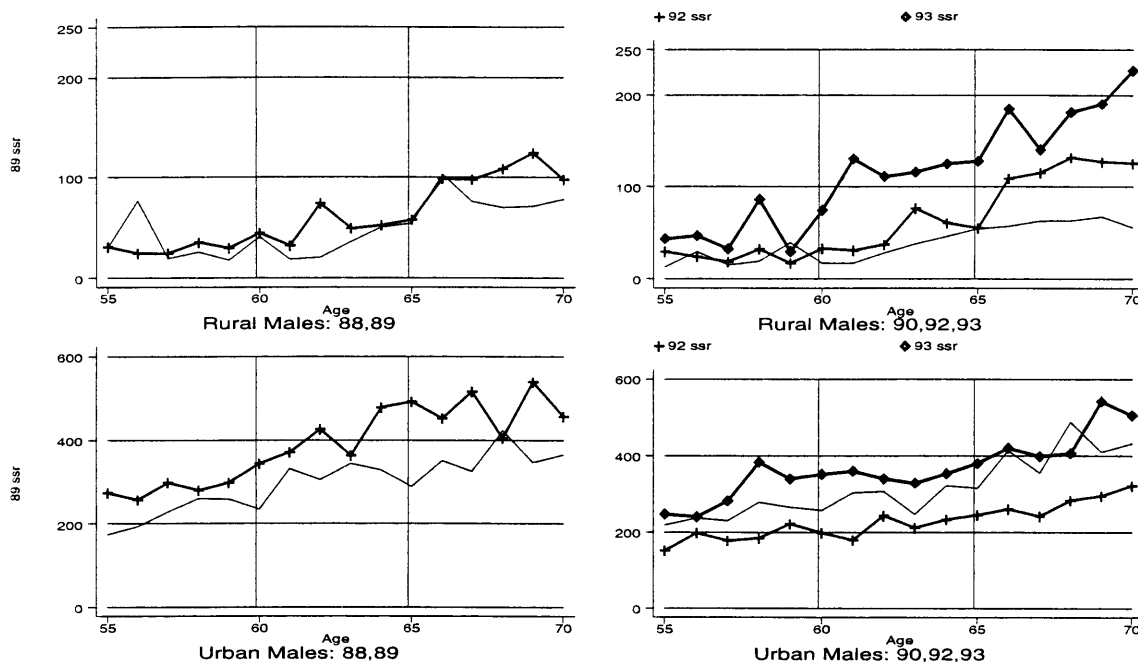 250
200
100
0
89 ssr
55
60
65
70
Age
Rural Males: 88,89
92 ssr
93 ssr
250
200
100
0
55
60
65
70
Age
Rural Males: 90,92,93
600
400
200
0
89 ssr
55
60
65
70
Age
Urban Males: 88,89
92 ssr
93 ssr
600
400
200
0
55
60
65
70
Age
Urban Males: 90,92,93